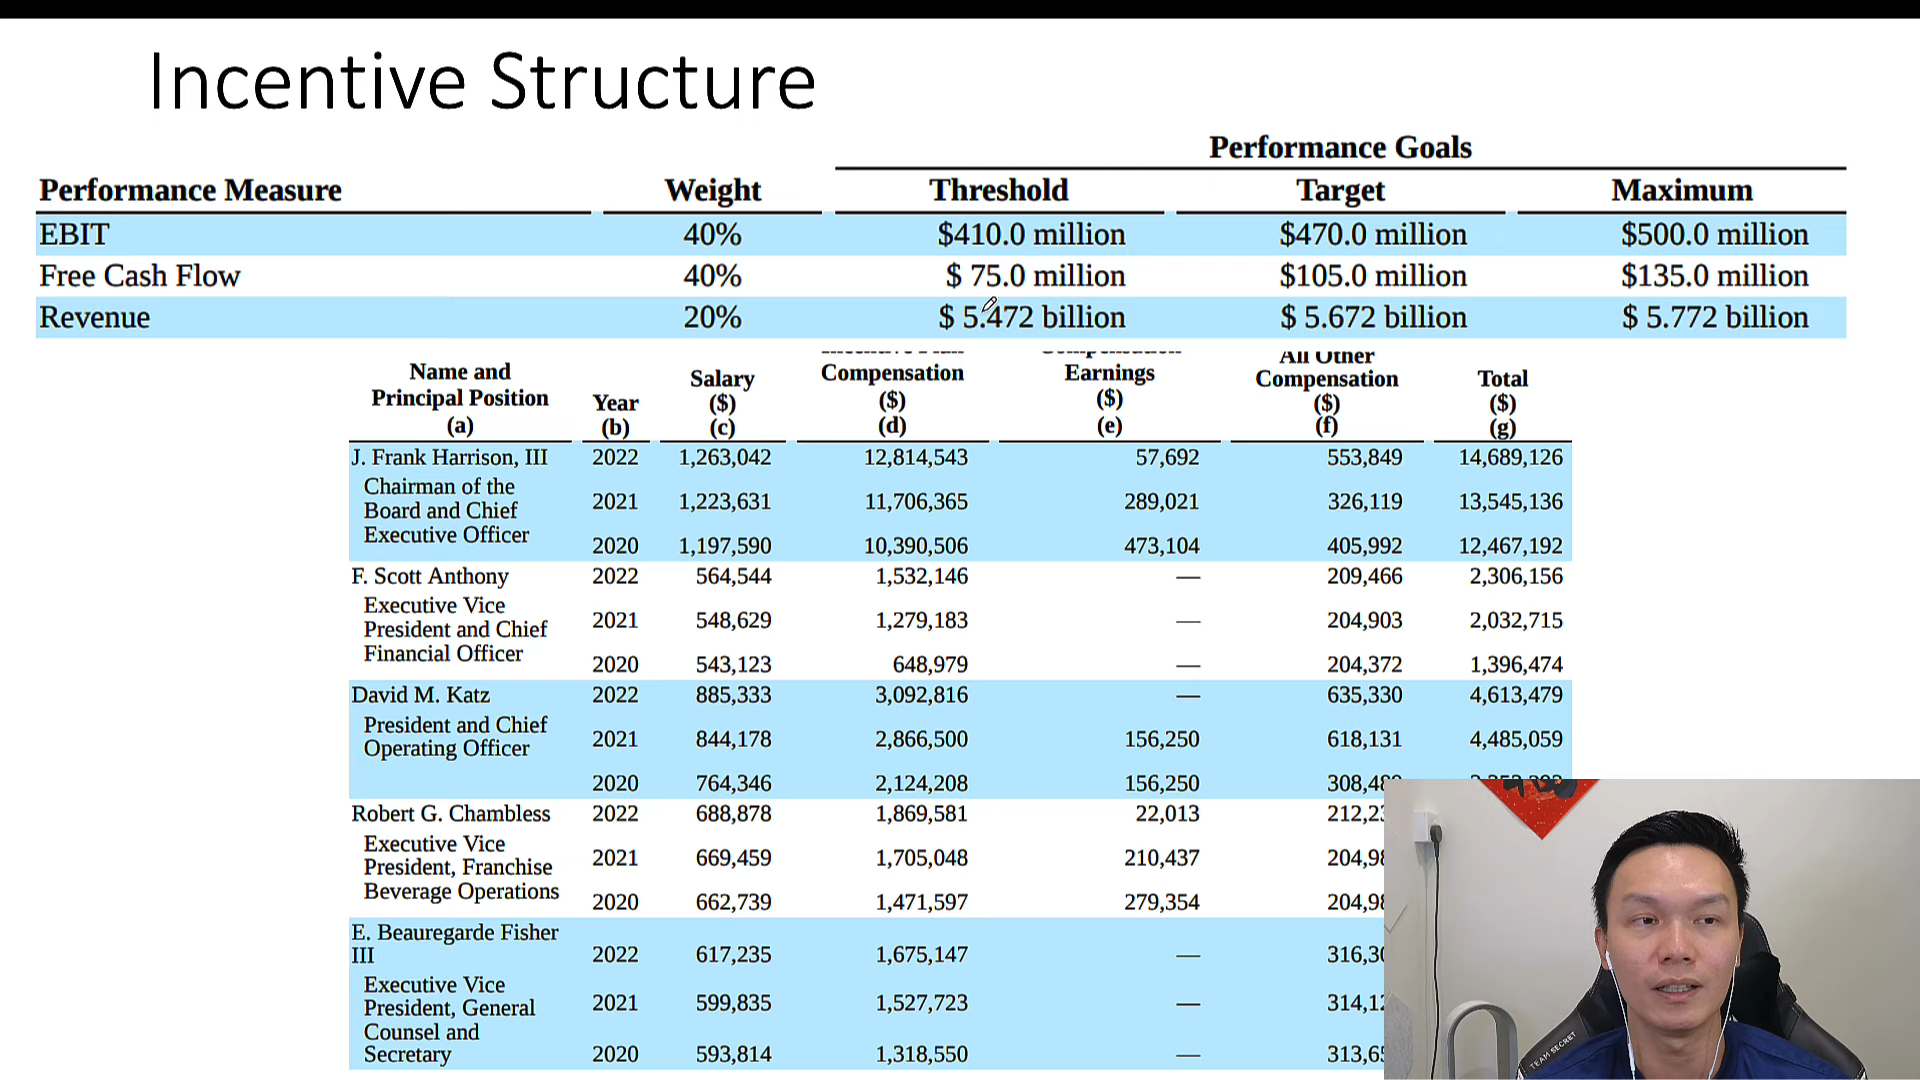 Incentive Structure
Performance Goals
Performance Measure Weight Threshold Target Maximum
EBIT 40% $410.0 million $470.0 million $500.0 million
Free Cash Flow 40% $ 75.0 million $105.0 million $135.0 million
Revenue 20% $ 5.472 billion $ 5.672 billion $ 5.772 billion
Name and Principal Position (a) Year (b) Salary ($) (c) Compensation ($) (d) Earnings ($) (e) All Other Compensation ($) (f) Total ($) (g)
J. Frank Harrison, III 2022 1,263,042 12,814,543 57,692 553,849 14,689,126
Chairman of the
Board and Chief 2021 1,223,631 11,706,365 289,021 326,119 13,545,136
Executive Officer
2020 1,197,590 10,390,506 473,104 405,992 12,467,192
F. Scott Anthony 2022 564,544 1,532,146 — 209,466 2,306,156
Executive Vice
President and Chief 2021 548,629 1,279,183 — 204,903 2,032,715
Financial Officer
2020 543,123 648,979 — 204,372 1,396,474
David M. Katz 2022 885,333 3,092,816 — 635,330 4,613,479
President and Chief
Operating Officer 2021 844,178 2,866,500 156,250 618,131 4,485,059
2020 764,346 2,124,208 156,250
Robert G. Chambless 2022 688,878 1,869,581 22,013
Executive Vice
President, Franchise 2021 669,459 1,705,048 210,437
Beverage Operations
2020 662,739 1,471,597 279,354
E. Beauregarde Fisher
III 2022 617,235 1,675,147 —
Executive Vice
President, General 2021 599,835 1,527,723 —
Counsel and
Secretary 2020 593,814 1,318,550 —
TEAM SECRET